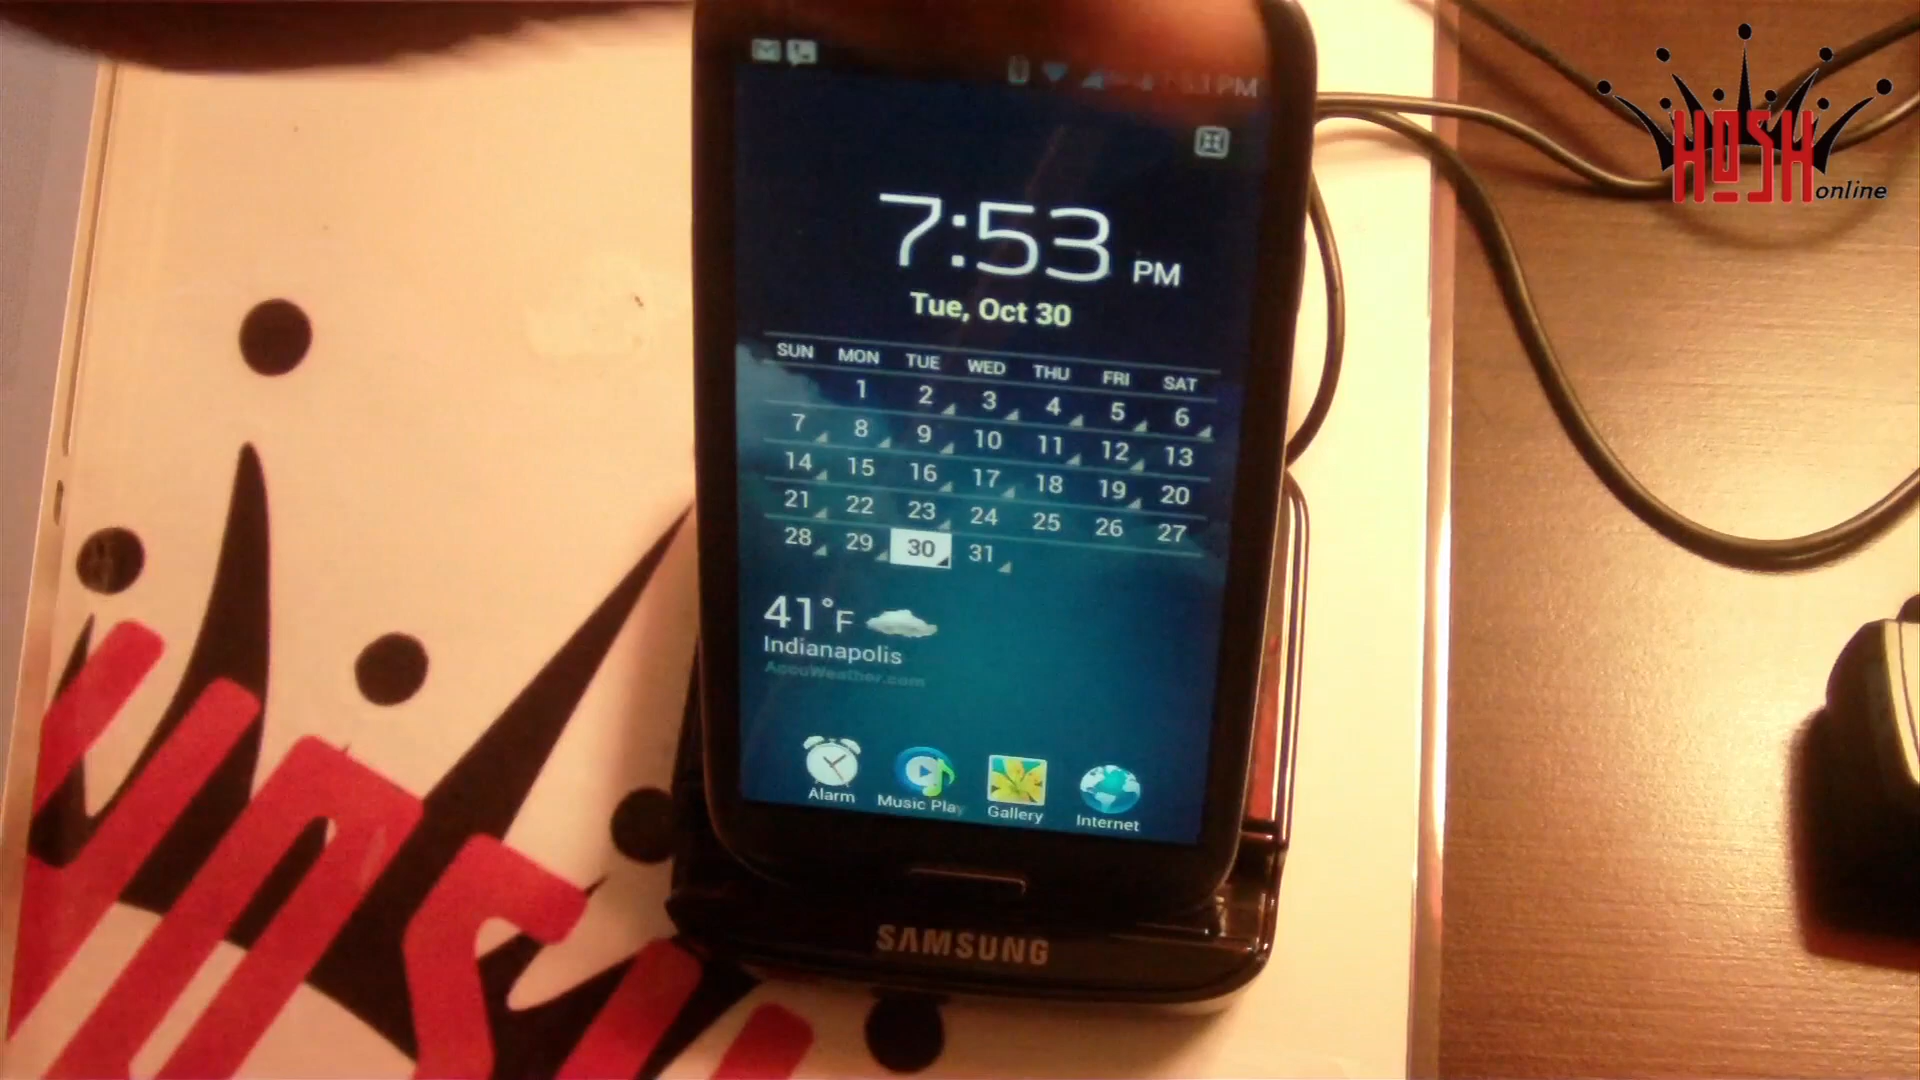 HOSH
online
7:53 PM
Tue, Oct 30
SUN MON TUE WED THU FRI SAT
1 2 3 4 5 6
7 8 9 10 11 12 13
14 15 16 17 18 19 20
21 22 23 24 25 26 27
28 29 30 31
41°F
Indianapolis
AccuWeather.com
Alarm Music Play Gallery Internet
SAMSUNG